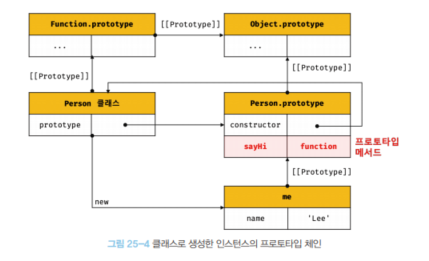 Function.prototype
[[Prototype]]
Object.prototype
...
...
[[Prototype]]
[[Prototype]]
Person 클래스
Person.prototype
prototype
constructor
sayHi
function
프로토타입
메서드
[[Prototype]]
new
me
name
'Lee'
그림 25-4 클래스로 생성한 인스턴스의 프로토타입 체인